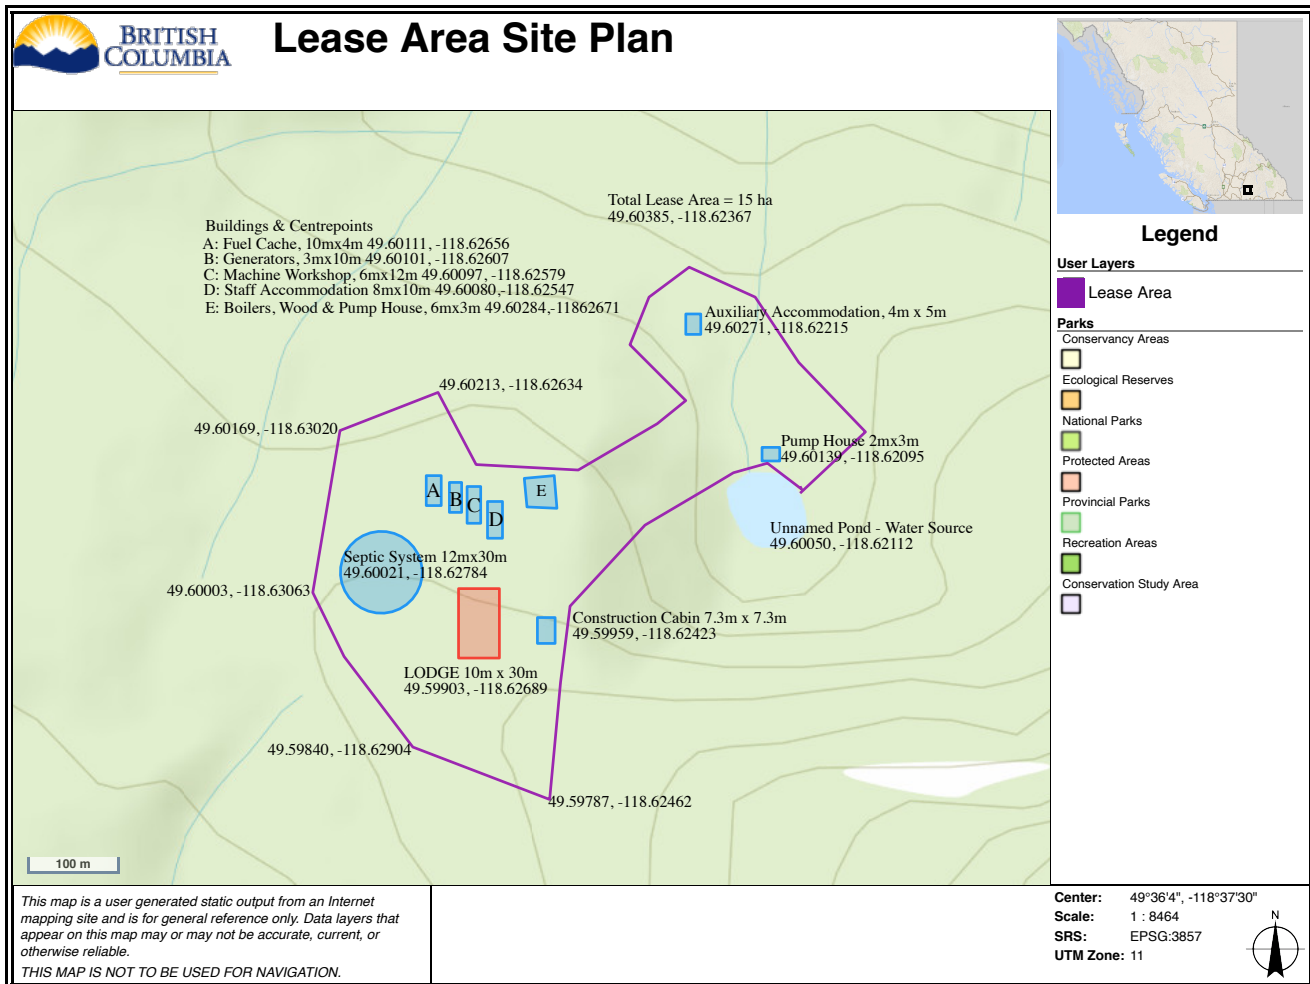 BRITISH
COLUMBIA
Lease Area Site Plan
Total Lease Area = 15 ha
49.60385, -118.62367
Buildings & Centrepoints
A: Fuel Cache, 10mx4m 49.60111, -118.62656
B: Generators, 3mx10m 49.60101, -118.62607
C: Machine Workshop, 6mx12m 49.60097, -118.62579
D: Staff Accommodation 8mx10m 49.60080,-118.62547
E: Boilers, Wood & Pump House, 6mx3m 49.60284,-11862671
Auxiliary Accommodation, 4m x 5m
49.60271, -118.62215
49.60213, -118.62634
49.60169, -118.63020
Pump House 2mx3m
49.60139, -118.62095
A
B
C
D
E
Unnamed Pond - Water Source
49.60050, -118.62112
Septic System 12mx30m
49.60021, -118.62784
49.60003, -118.63063
Construction Cabin 7.3m x 7.3m
49.59959, -118.62423
LODGE 10m x 30m
49.59903, -118.62689
49.59840, -118.62904
49.59787, -118.62462
100 m
Legend
User Layers
Lease Area
Parks
Conservancy Areas
Ecological Reserves
National Parks
Protected Areas
Provincial Parks
Recreation Areas
Conservation Study Area
This map is a user generated static output from an Internet
mapping site and is for general reference only. Data layers that
appear on this map may or may not be accurate, current, or
otherwise reliable.
THIS MAP IS NOT TO BE USED FOR NAVIGATION.
Center: 49°36'4", -118°37'30"
Scale: 1 : 8464
SRS: EPSG:3857
UTM Zone: 11
N